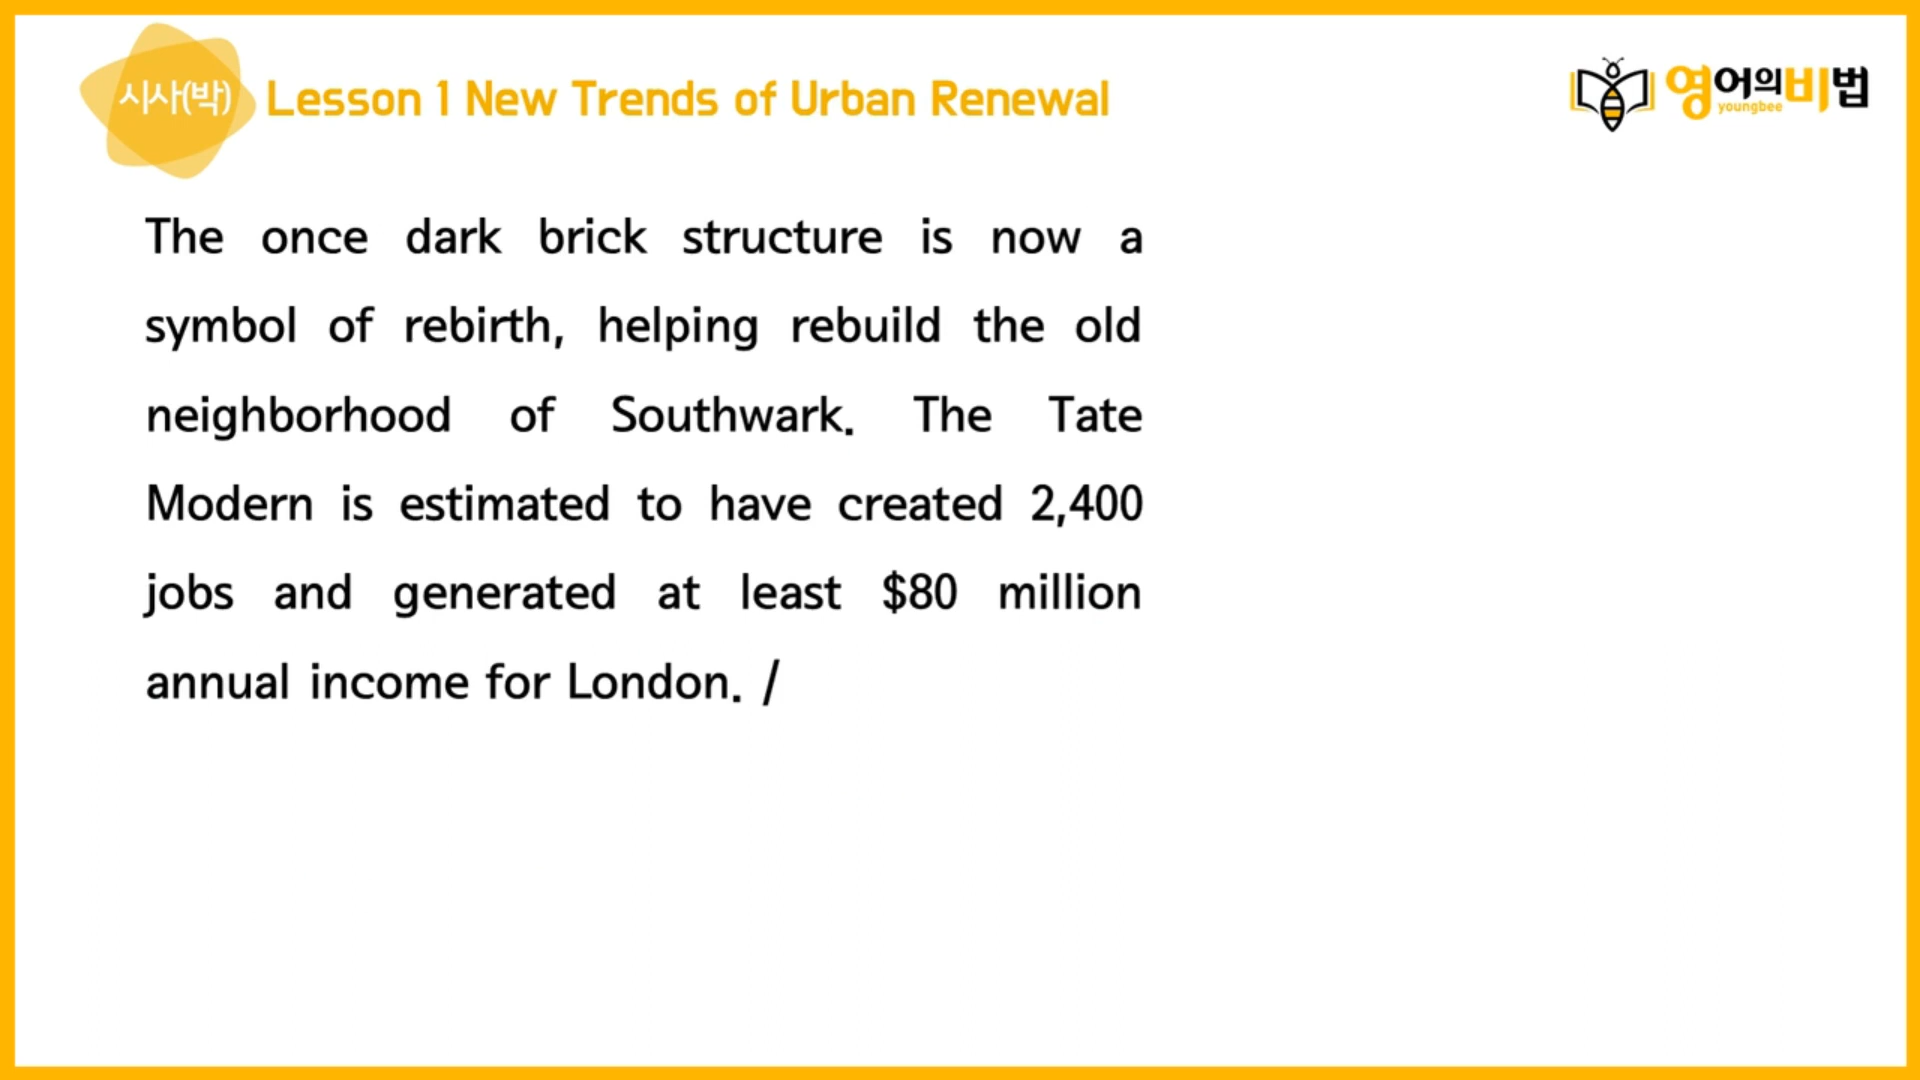 시사(박) Lesson 1 New Trends of Urban Renewal
영어의비법
youngbee
The once dark brick structure is now a
symbol of rebirth, helping rebuild the old
neighborhood of Southwark. The Tate
Modern is estimated to have created 2,400
jobs and generated at least $80 million
annual income for London. /